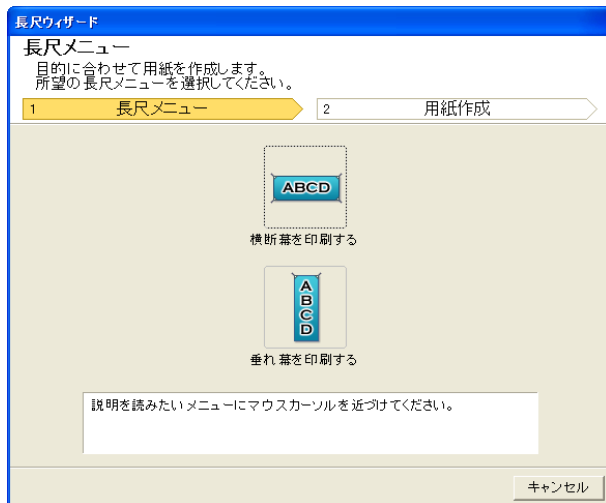 長尺ウィザード
長尺メニュー
目的に合わせて用紙を作成します。
所望の長尺メニューを選択してください。
1 長尺メニュー 2 用紙作成
ABCD
横断幕を印刷する
A
B
C
D
垂れ幕を印刷する
説明を読みたいメニューにマウスカーソルを近づけてください。
キャンセル